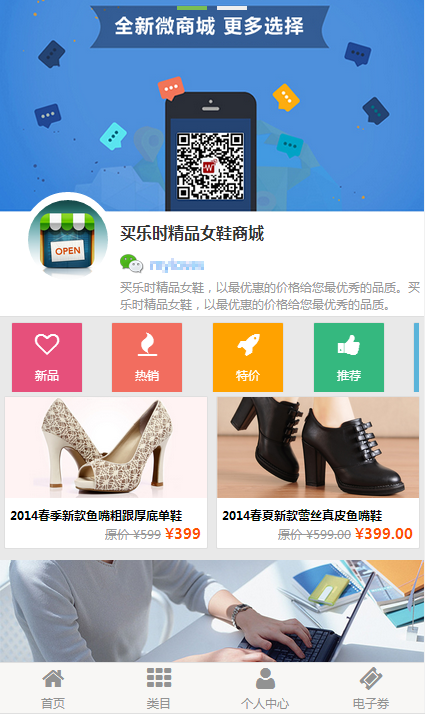 全新微商城 更多选择
买乐时精品女鞋商城
OPEN
买乐时精品女鞋，以最优惠的价格给您最优秀的品质。买
乐时精品女鞋，以最优惠的价格给您最优秀的品质。
新品
热销
特价
推荐
2014春季新款鱼嘴粗跟厚底单鞋
原价 ¥599 ¥399
2014春夏新款蕾丝真皮鱼嘴鞋
原价 ¥599.00 ¥399.00
首页
类目
个人中心
电子券